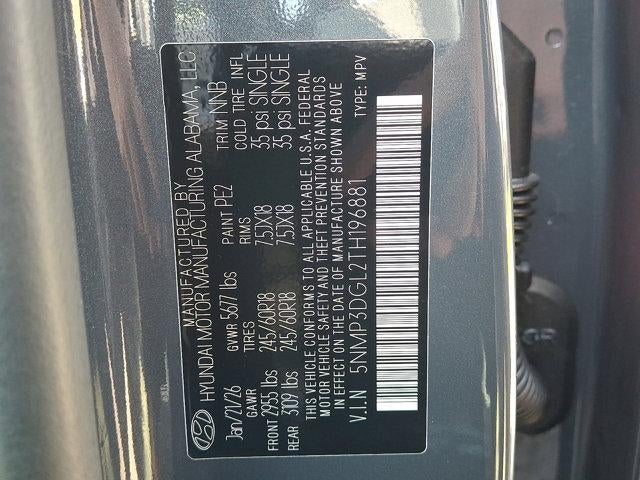 MANUFACTURED BY
HYUNDAI MOTOR MANUFACTURING ALABAMA, LLC
Jan/21/26 GVWR 5677 lbs PAINT PE2 TRIM NNB
GAWR TIRES RIMS COLD TIRE INFL
FRONT 2955 lbs 245/60R18 7.5JX18 35 psi SINGLE
REAR 3109 lbs 245/60R18 7.5JX18 35 psi SINGLE
THIS VEHICLE CONFORMS TO ALL APPLICABLE U.S.A. FEDERAL
MOTOR VEHICLE SAFETY AND THEFT PREVENTION STANDARDS
IN EFFECT ON THE DATE OF MANUFACTURE SHOWN ABOVE
V.I.N 5NMP3DGL2TH196881 TYPE: MPV